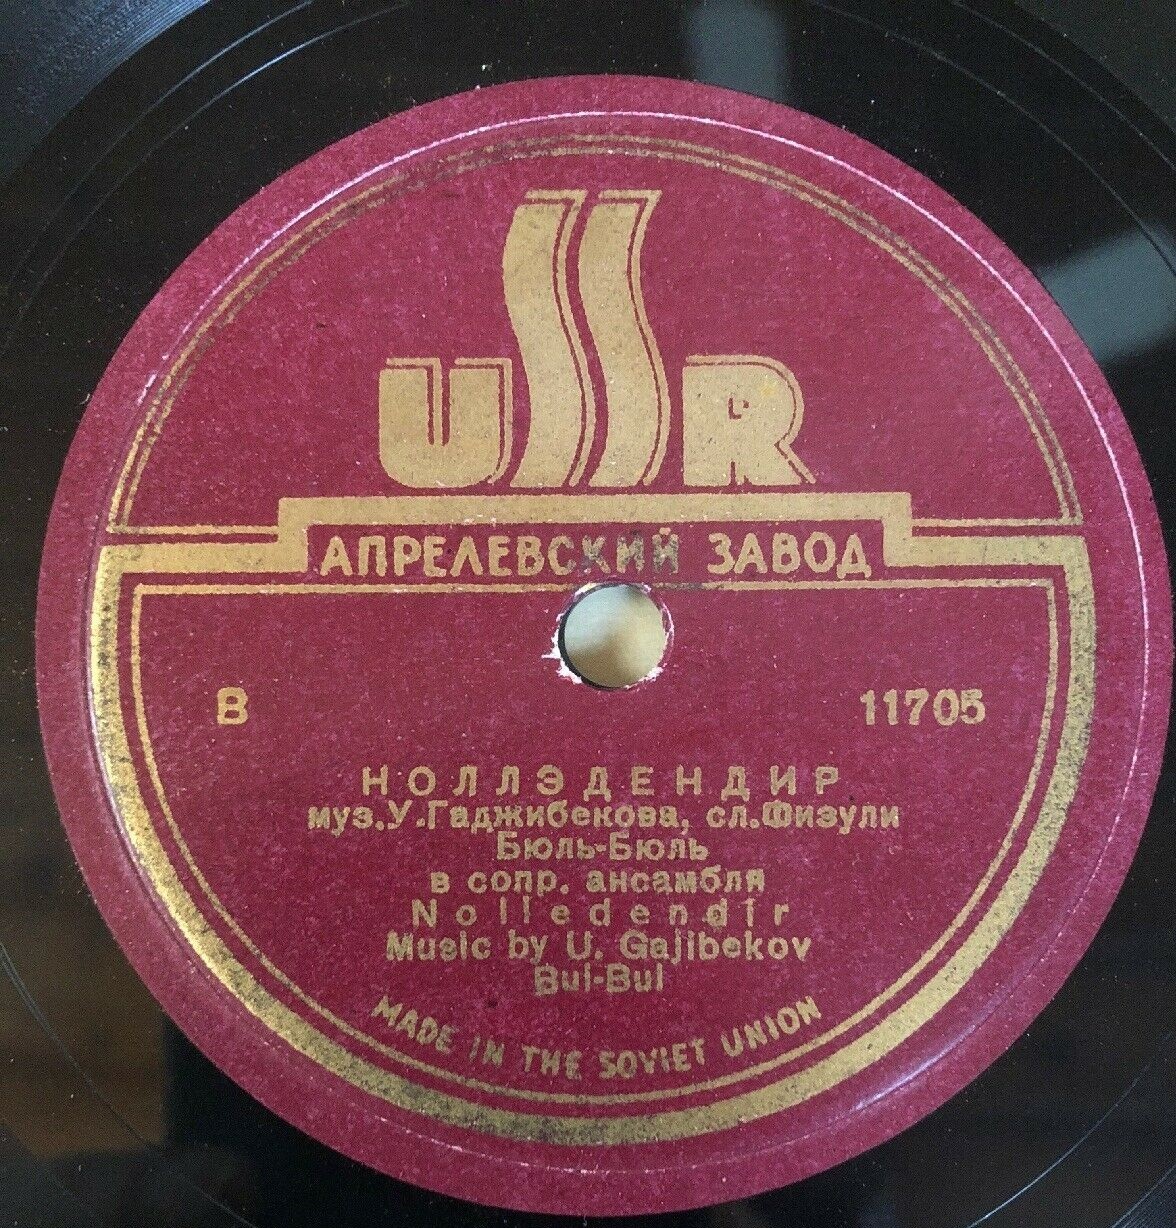 USSR
АПРЕЛЕВСКИЙ ЗАВОД
В 11705
НОЛЛЭДЕНДИР
муз.У.Гаджибекова, сл.Физули
Бюль-Бюль
в сопр. ансамбля
Nolledendir
Music by U. Gajibekov
Bul-Bul
MADE IN THE SOVIET UNION